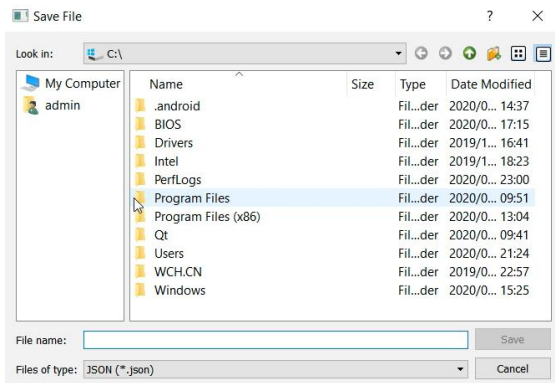 Save File ? ×
Look in: C:\
My Computer
admin
Name Size Type Date Modified
.android Fil...der 2020/0... 14:37
BIOS Fil...der 2020/0... 17:15
Drivers Fil...der 2019/1... 16:41
Intel Fil...der 2019/1... 18:23
PerfLogs Fil...der 2020/0... 23:00
Program Files Fil...der 2020/0... 09:51
Program Files (x86) Fil...der 2020/0... 13:04
Qt Fil...der 2020/0... 09:41
Users Fil...der 2020/0... 21:24
WCH.CN Fil...der 2019/0... 22:57
Windows Fil...der 2020/0... 15:25
File name: Save
Files of type: JSON (*.json) Cancel